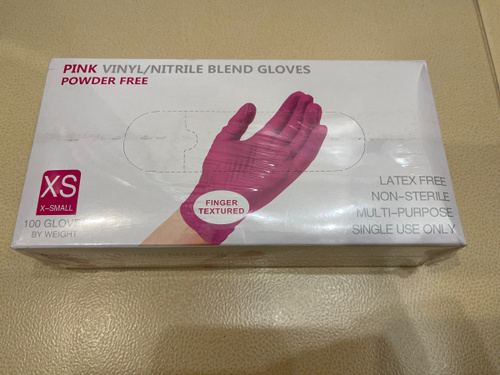 PINK VINYL/NITRILE BLEND GLOVES
POWDER FREE
XS
X-SMALL
100 GLOVES
BY WEIGHT
FINGER
TEXTURED
LATEX FREE
NON-STERILE
MULTI-PURPOSE
SINGLE USE ONLY